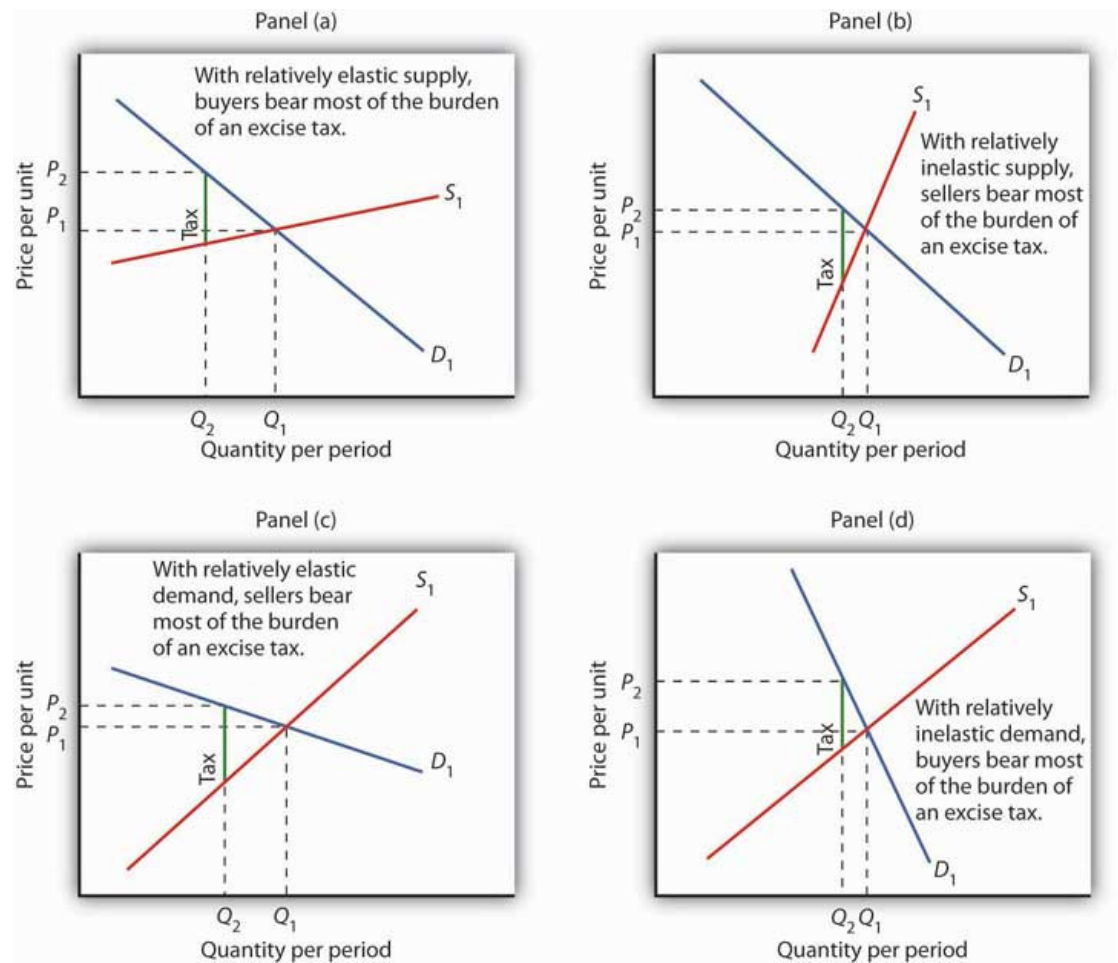 Panel (a)
With relatively elastic supply,
buyers bear most of the burden
of an excise tax.
Price per unit
P2
P1
Tax
S1
D1
Q2 Q1
Quantity per period
Panel (b)
S1
With relatively
inelastic supply,
sellers bear most
of the burden of
an excise tax.
Price per unit
P2
P1
Tax
D1
Q2 Q1
Quantity per period
Panel (c)
With relatively elastic
demand, sellers bear
most of the burden
of an excise tax.
S1
Price per unit
P2
P1
Tax
D1
Q2 Q1
Quantity per period
Panel (d)
S1
Price per unit
P2
P1
Tax
With relatively
inelastic demand,
buyers bear most
of the burden of
an excise tax.
D1
Q2 Q1
Quantity per period